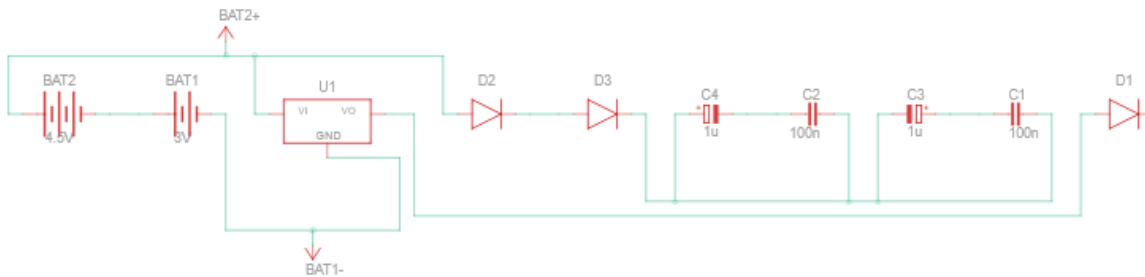 BAT2+
BAT2
BAT1
U1
D2
D3
C4
C2
C3
C1
D1
VI
VO
GND
4.5V
3V
1u
100n
1u
100n
BAT1-